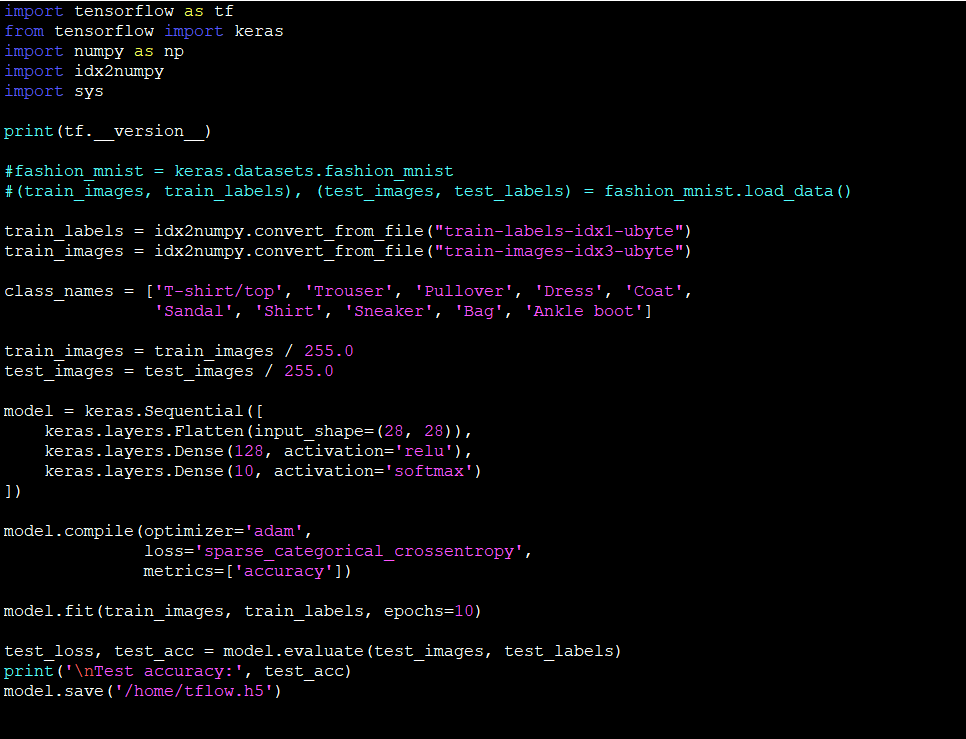 import tensorflow as tf
from tensorflow import keras
import numpy as np
import idx2numpy
import sys

print(tf.__version__)

#fashion_mnist = keras.datasets.fashion_mnist
#(train_images, train_labels), (test_images, test_labels) = fashion_mnist.load_data()

train_labels = idx2numpy.convert_from_file("train-labels-idx1-ubyte")
train_images = idx2numpy.convert_from_file("train-images-idx3-ubyte")

class_names = ['T-shirt/top', 'Trouser', 'Pullover', 'Dress', 'Coat',
               'Sandal', 'Shirt', 'Sneaker', 'Bag', 'Ankle boot']

train_images = train_images / 255.0
test_images = test_images / 255.0

model = keras.Sequential([
    keras.layers.Flatten(input_shape=(28, 28)),
    keras.layers.Dense(128, activation='relu'),
    keras.layers.Dense(10, activation='softmax')
])

model.compile(optimizer='adam',
              loss='sparse_categorical_crossentropy',
              metrics=['accuracy'])

model.fit(train_images, train_labels, epochs=10)

test_loss, test_acc = model.evaluate(test_images, test_labels)
print('\nTest accuracy:', test_acc)
model.save('/home/tflow.h5')